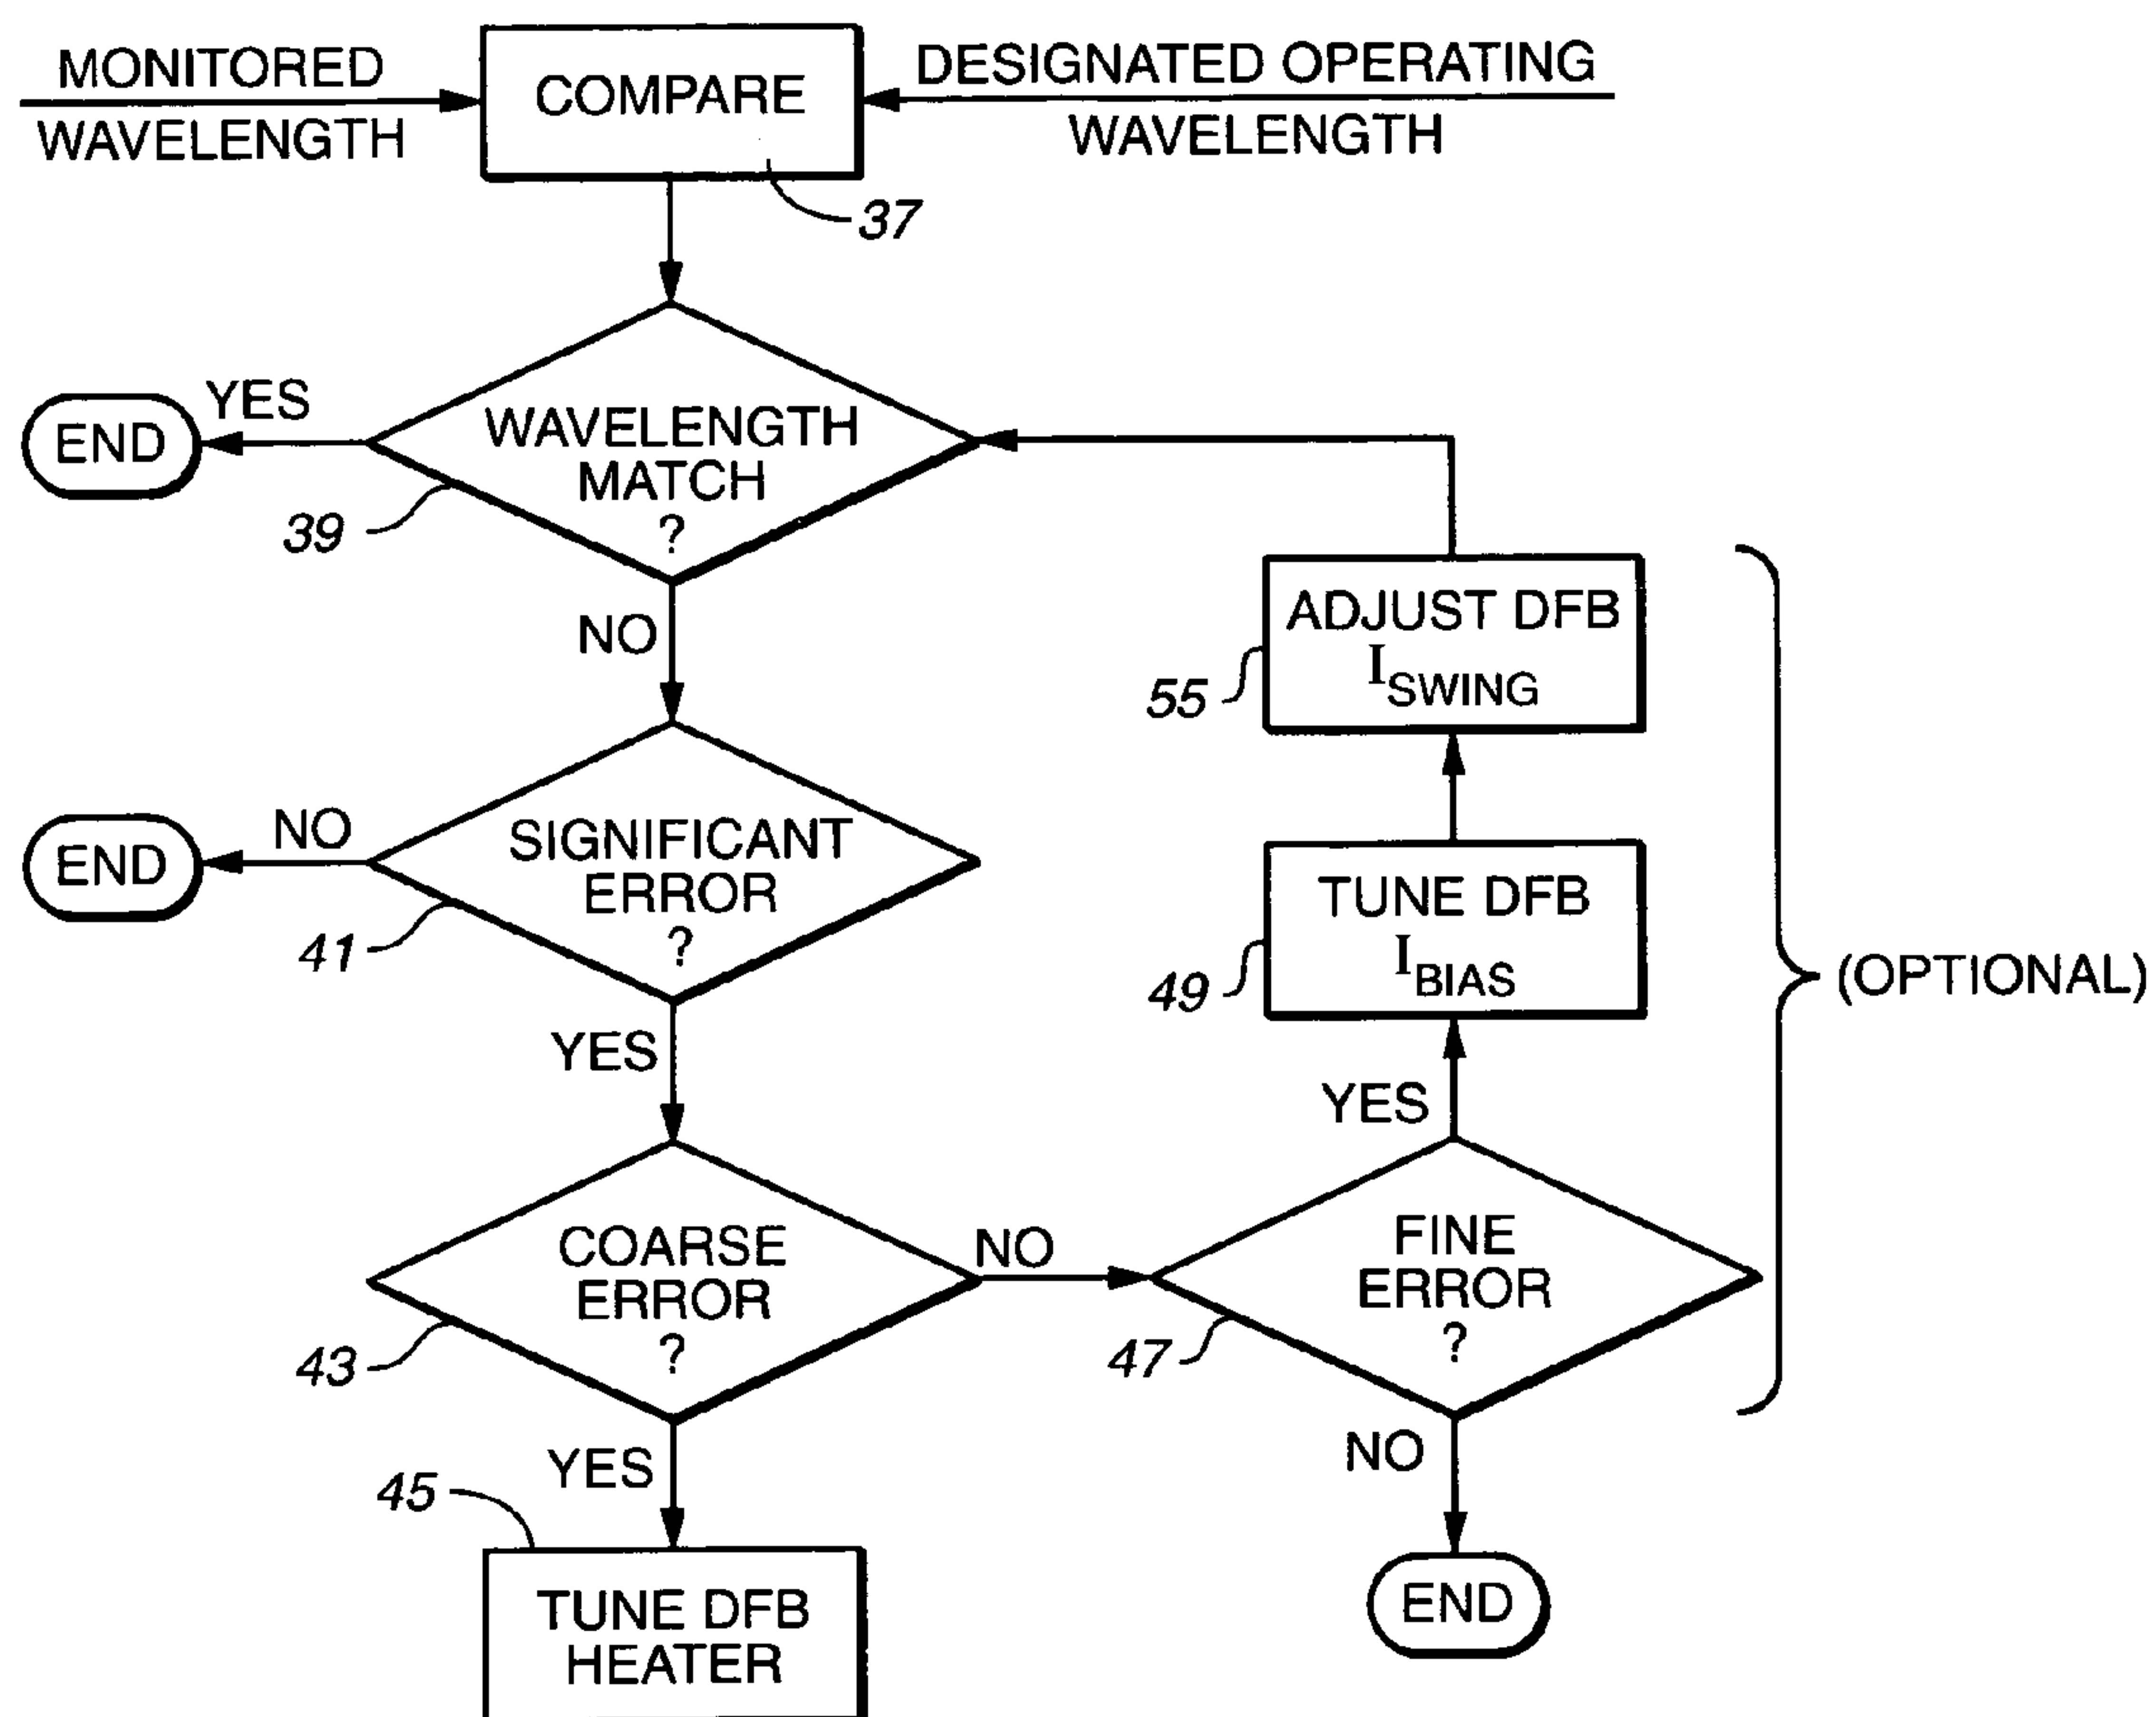 MONITORED
WAVELENGTH
COMPARE
DESIGNATED OPERATING
WAVELENGTH
37
YES
END
WAVELENGTH
MATCH
?
39
NO
ADJUST DFB
I SWING
55
NO
END
SIGNIFICANT
ERROR
?
41
TUNE DFB
I BIAS
49
(OPTIONAL)
YES
YES
COARSE
ERROR
?
43
NO
FINE
ERROR
?
47
YES
NO
45
TUNE DFB
HEATER
END